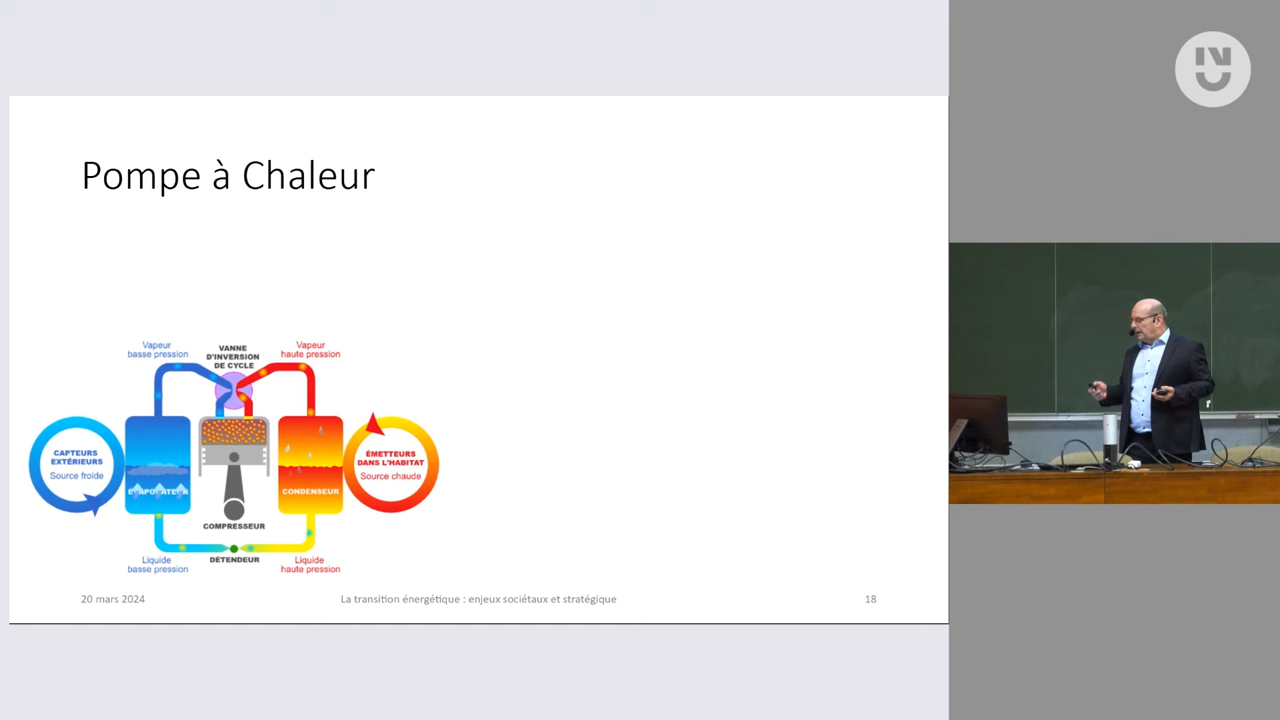 INU
Pompe à Chaleur
Vapeur
basse pression
VANNE
D'INVERSION
DE CYCLE
Vapeur
haute pression
CAPTEURS
EXTÉRIEURS
Source froide
ÉVAPORATEUR
CONDENSEUR
ÉMETTEURS
DANS L'HABITAT
Source chaude
COMPRESSEUR
DÉTENDEUR
Liquide
basse pression
Liquide
haute pression
20 mars 2024
La transition énergétique : enjeux sociétaux et stratégique
18